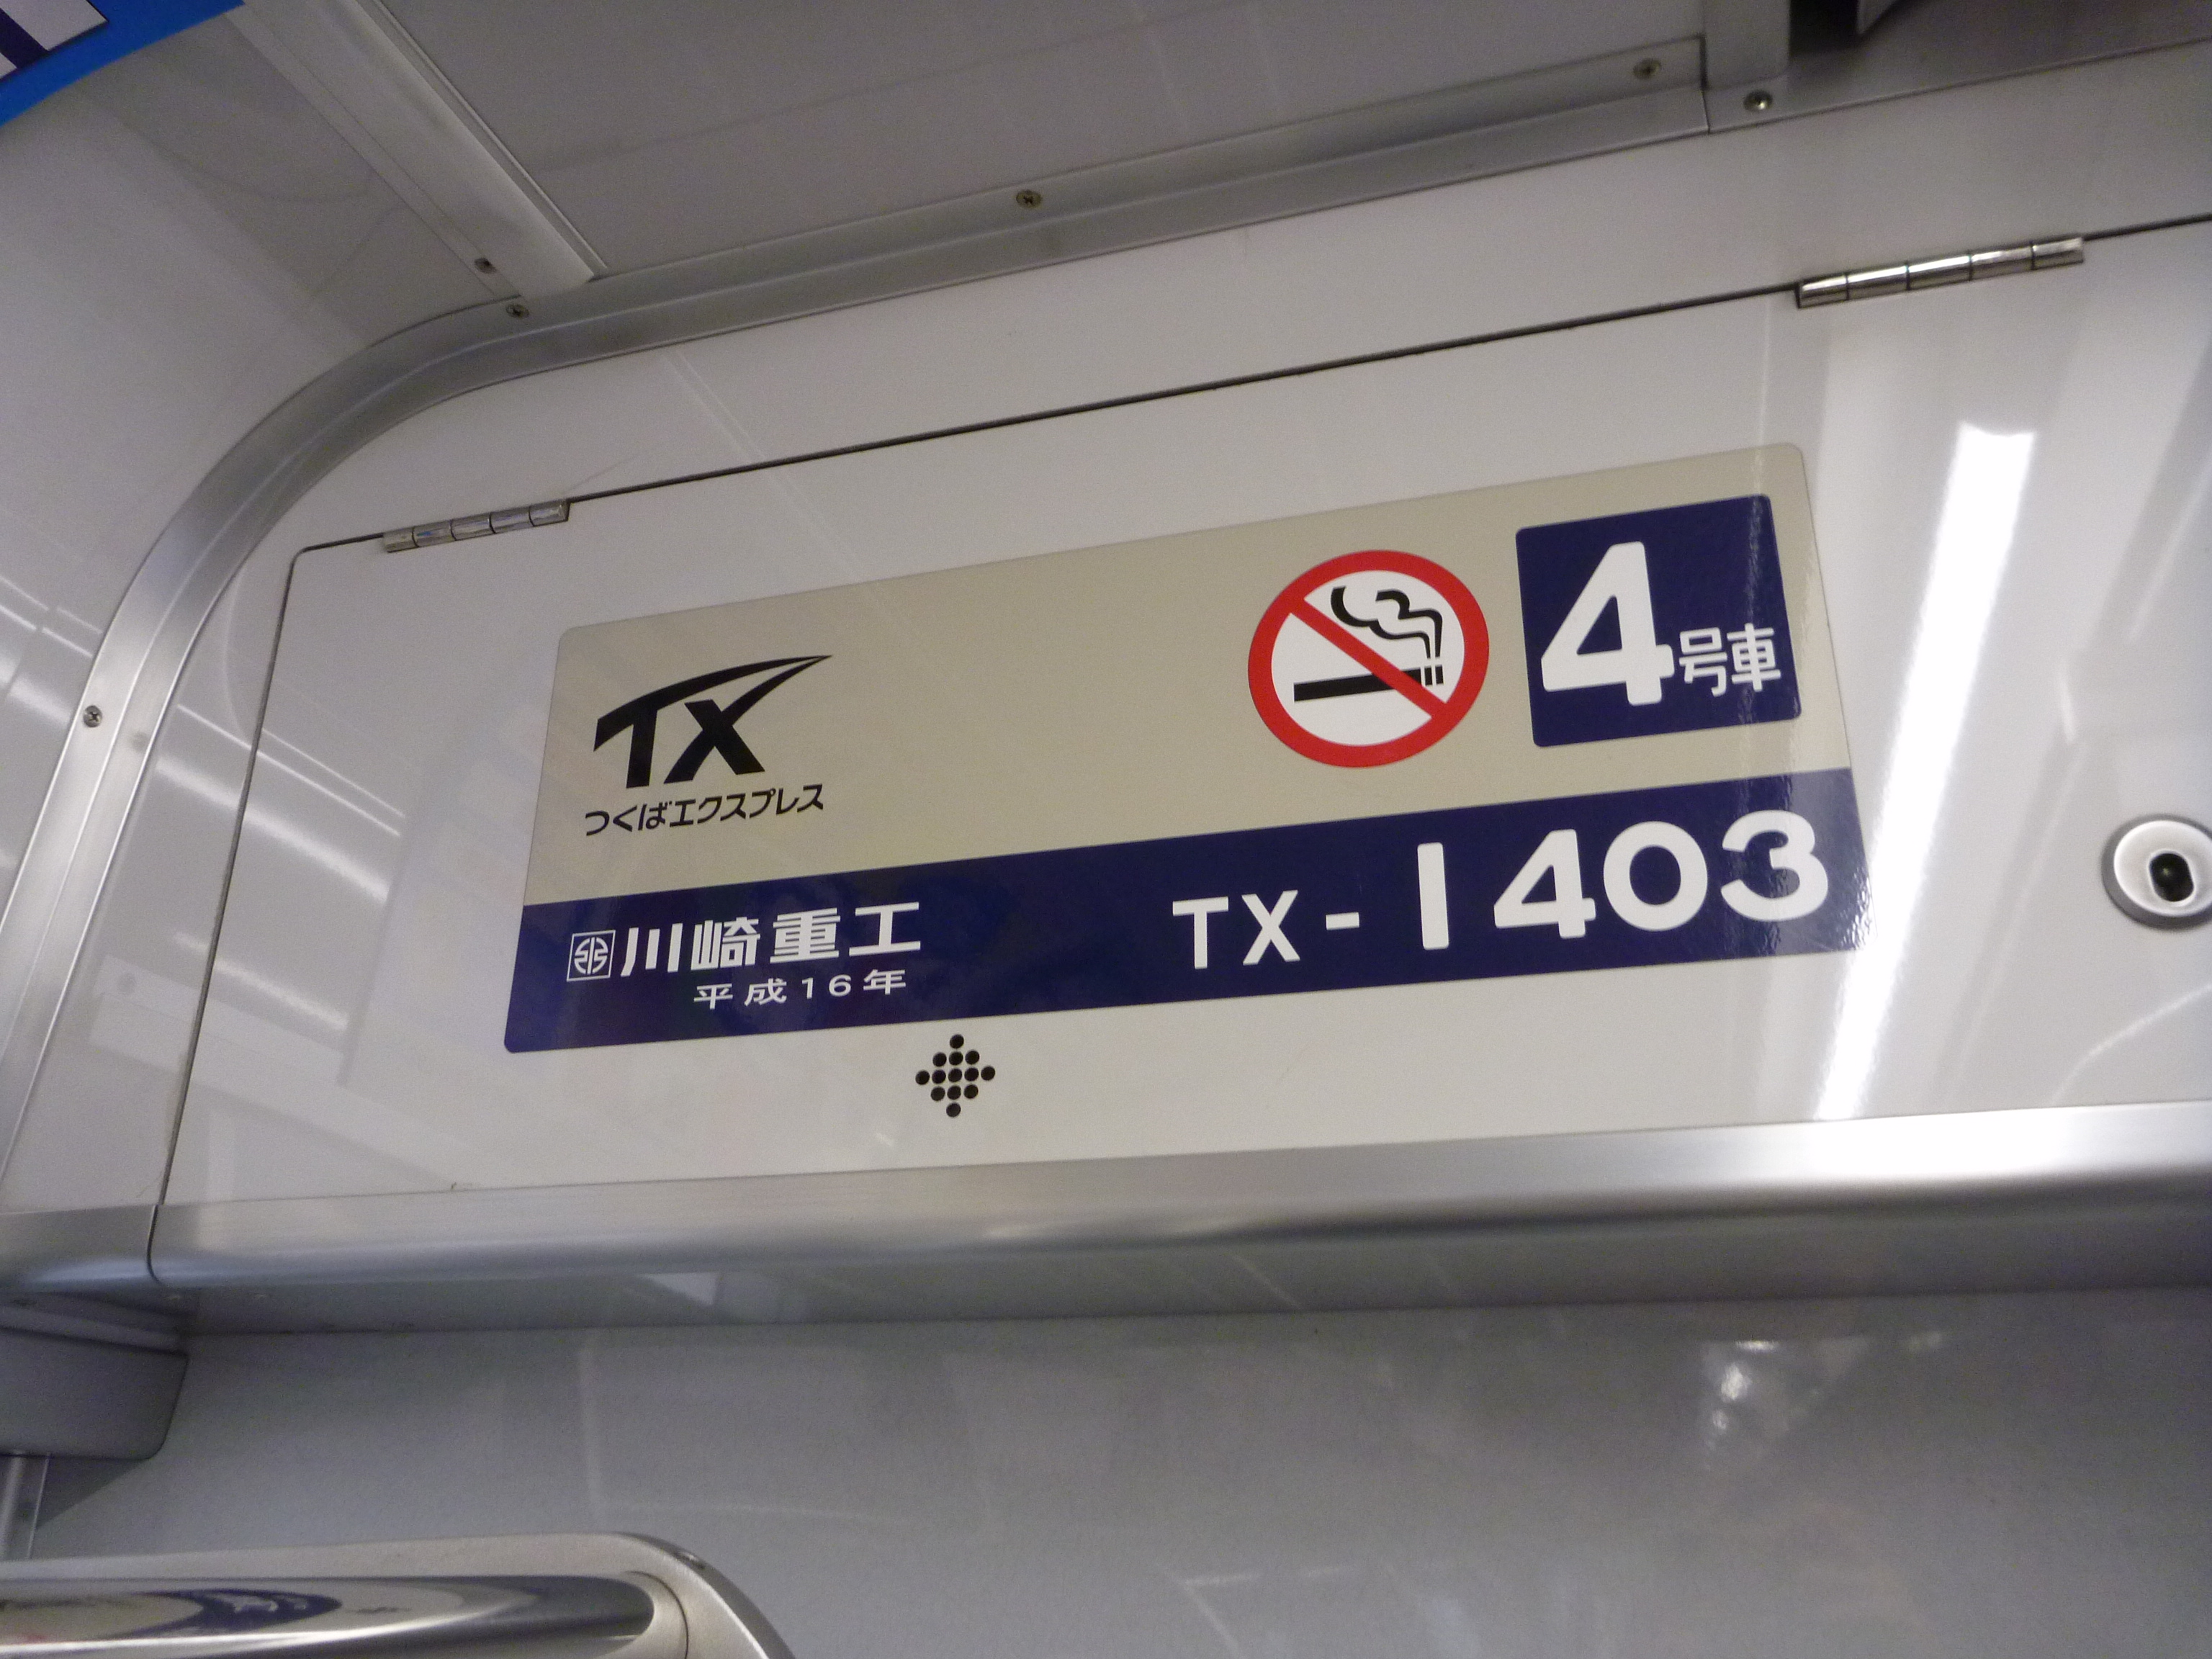 4号車
TX
つくばエクスプレス
川崎重工
平成16年
TX-1403